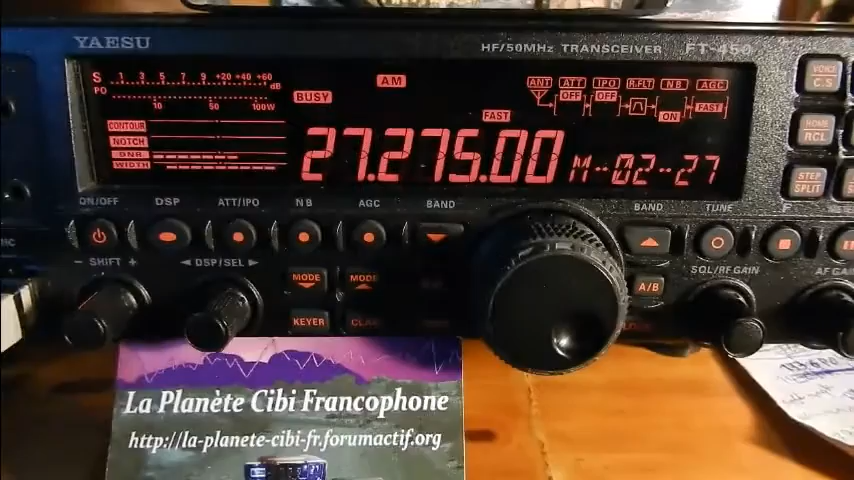 YAESU HF/50MHz TRANSCEIVER FT-450
S 1 3 5 7 9 +20 +40 +60 dB
PO 10 50 100W
BUSY AM FAST
ANT ATT IPO R.FLT NB AGC
OFF OFF ON FAST
CONTOUR
NOTCH
DNR
WIDTH
27.275.00 M-02-27
VOICE
C.S
HOME
RCL
STEP
SPLIT
ON/OFF DSP ATT/IPO NB AGC BAND BAND TUNE
- SHIFT + DSP/SEL MODE MODE A/B SQL/RF GAIN AF GAIN
KEYER CLAR
La Planète Cibi Francophone
http://la-planete-cibi-fr.forumactif.org